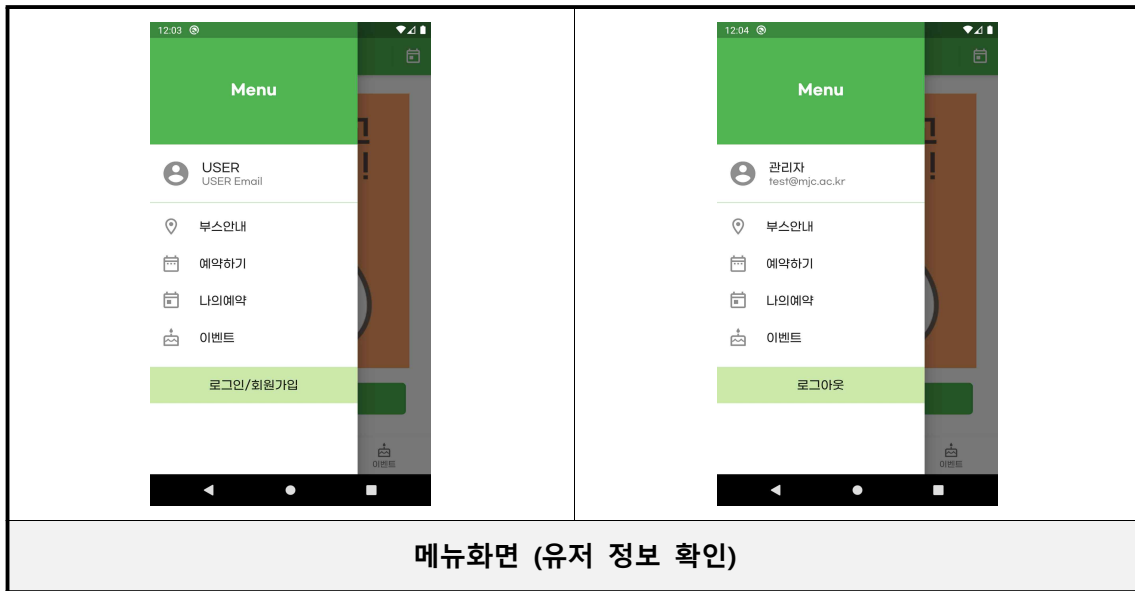 12:03
Menu
고
!
USER
USER Email
부스안내
예약하기
나의예약
이벤트
로그인/회원가입
이벤트
12:04
Menu
고
!
관리자
test@mjc.ac.kr
부스안내
예약하기
나의예약
이벤트
로그아웃
이벤트
메뉴화면 (유저 정보 확인)